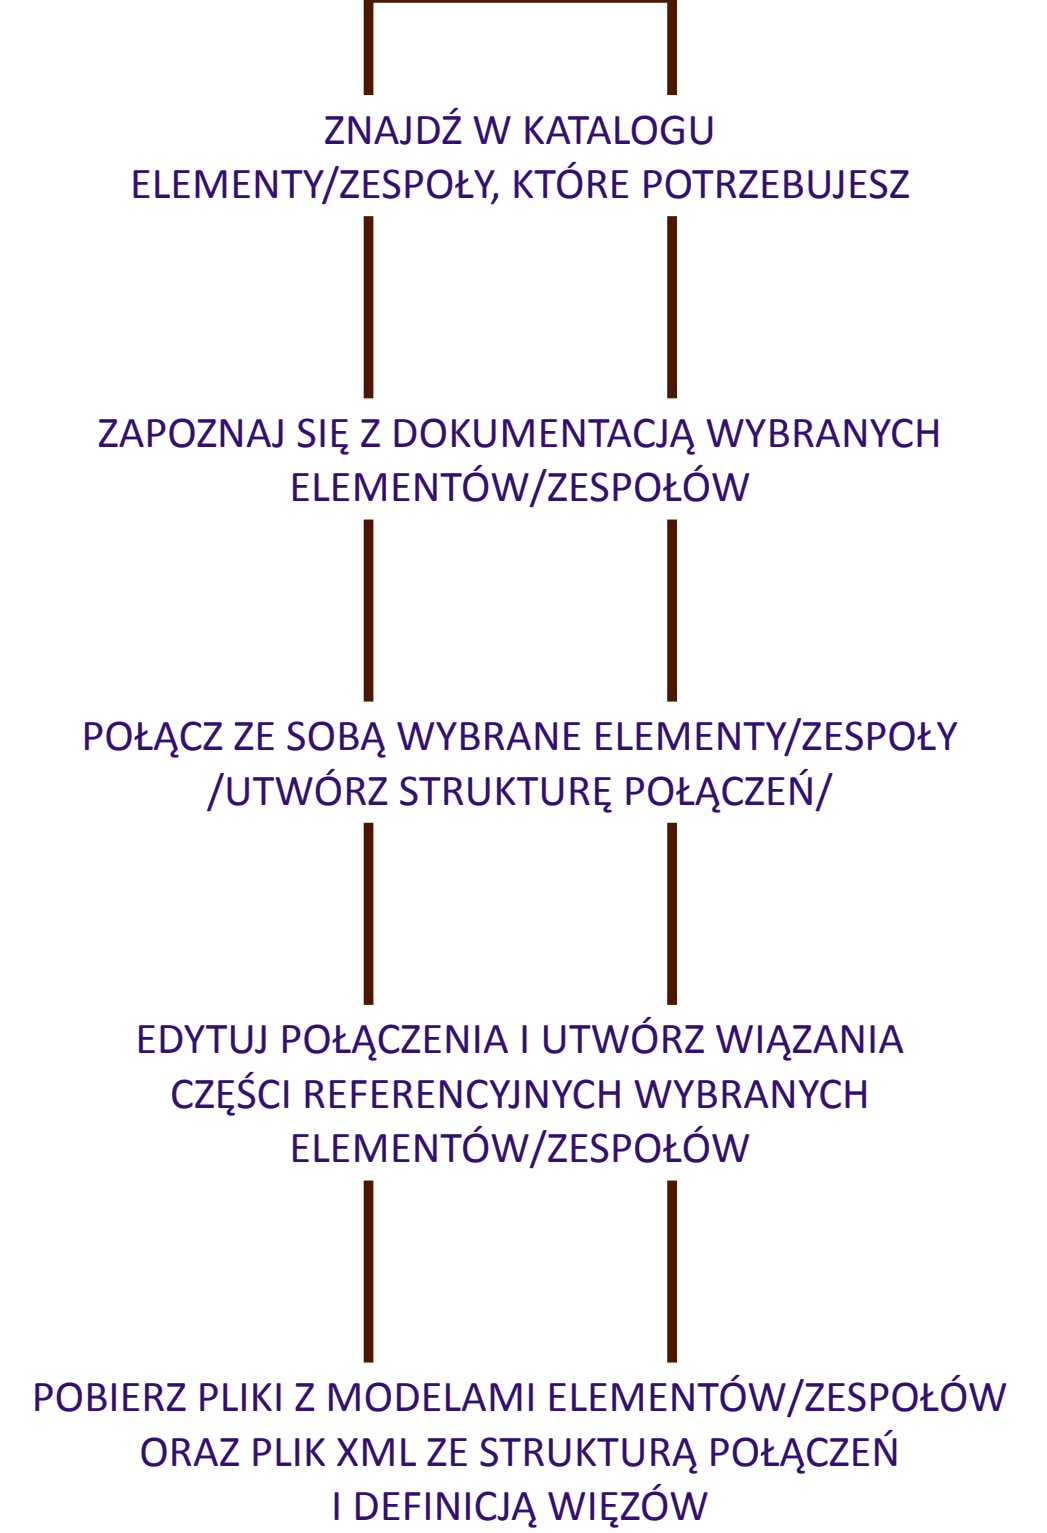 ZNAJDŹ W KATALOGU
ELEMENTY/ZESPOŁY, KTÓRE POTRZEBUJESZ
ZAPOZNAJ SIĘ Z DOKUMENTACJĄ WYBRANYCH
ELEMENTÓW/ZESPOŁÓW
POŁĄCZ ZE SOBĄ WYBRANE ELEMENTY/ZESPOŁY
/UTWÓRZ STRUKTURĘ POŁĄCZEŃ/
EDYTUJ POŁĄCZENIA I UTWÓRZ WIĄZANIA
CZĘŚCI REFERENCYJNYCH WYBRANYCH
ELEMENTÓW/ZESPOŁÓW
POBIERZ PLIKI Z MODELAMI ELEMENTÓW/ZESPOŁÓW
ORAZ PLIK XML ZE STRUKTURĄ POŁĄCZEŃ
I DEFINICJĄ WIĘZÓW